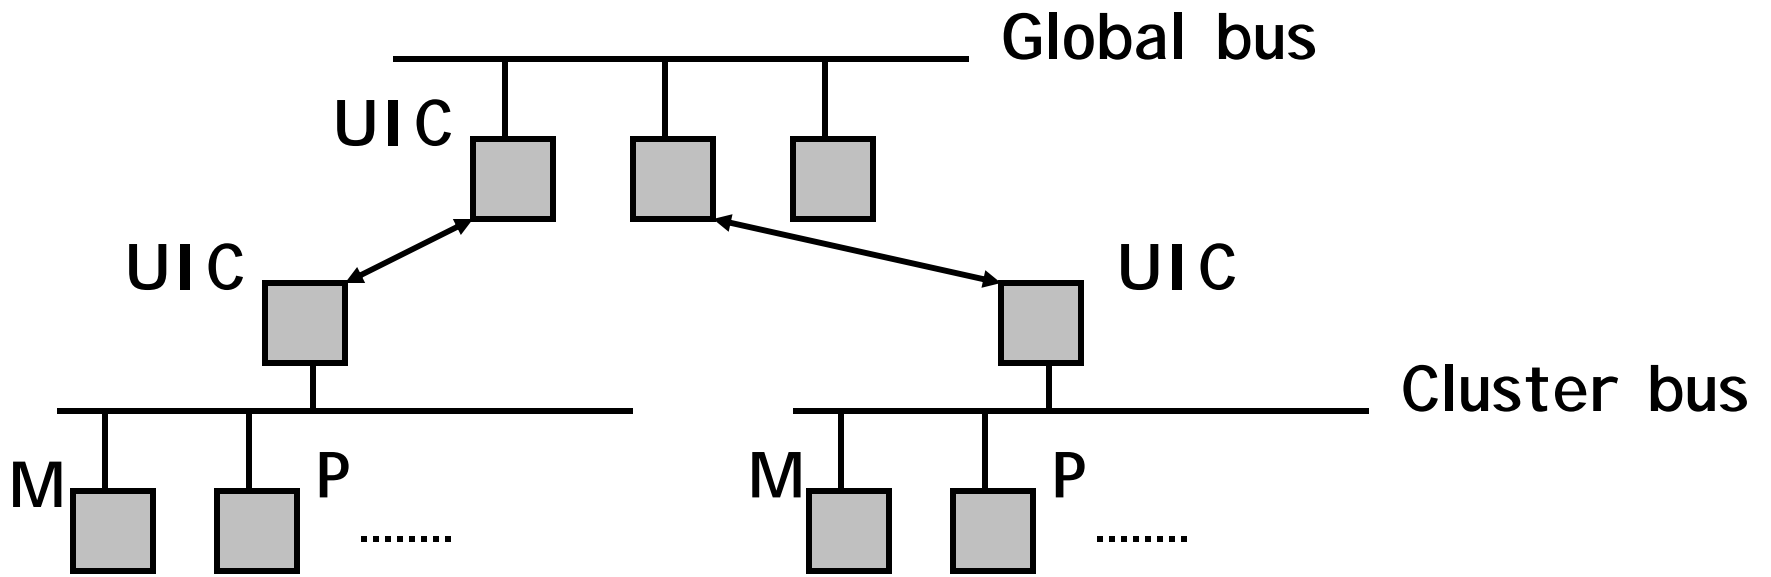 Global bus
UIC
UIC
UIC
Cluster bus
M
P
M
P
.........
.........